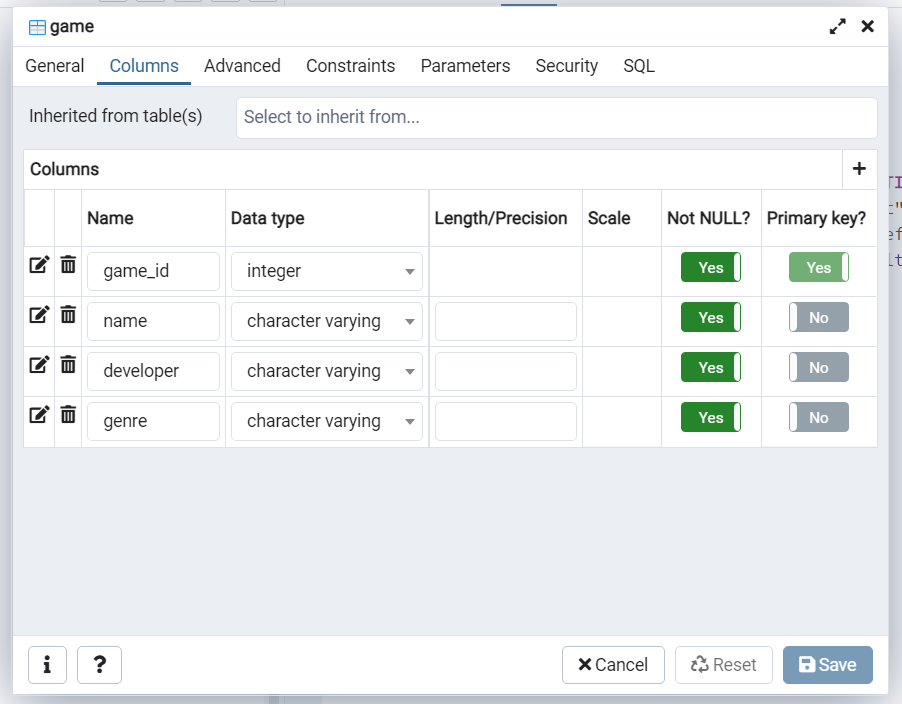 game
General Columns Advanced Constraints Parameters Security SQL
Inherited from table(s) Select to inherit from...
Columns
Name Data type Length/Precision Scale Not NULL? Primary key?
game_id integer Yes Yes
name character varying Yes No
developer character varying Yes No
genre character varying Yes No
i ? Cancel Reset Save